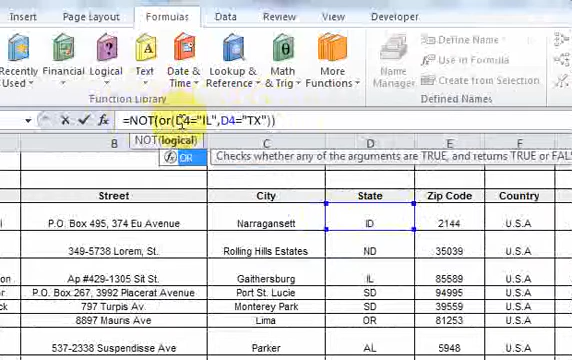 Insert Page Layout Formulas Data Review View Developer
Recently Used Financial Logical Text Date & Time Lookup & Reference Math & Trig More Functions Name Manager Define Name Use in Formula Create from Selection
Function Library Defined Names
=NOT(or(D4="IL",D4="TX"))
NOT(logical)
OR Checks whether any of the arguments are TRUE, and returns TRUE or FALS
B C D E F
Street City State Zip Code Country
P.O. Box 495, 374 Eu Avenue Narragansett ID 2144 U.S.A
349-5738 Lorem, St. Rolling Hills Estates ND 35039 U.S.A
Ap #429-1305 Sit St. Gaithersburg IL 85589 U.S.A
P.O. Box 267, 3992 Placerat Avenue Port St. Lucie SD 94995 U.S.A
797 Turpis Av. Monterey Park SD 39559 U.S.A
8897 Mauris Ave Lima OR 81253 U.S.A
537-2338 Suspendisse Av Parker AL 5948 U.S.A